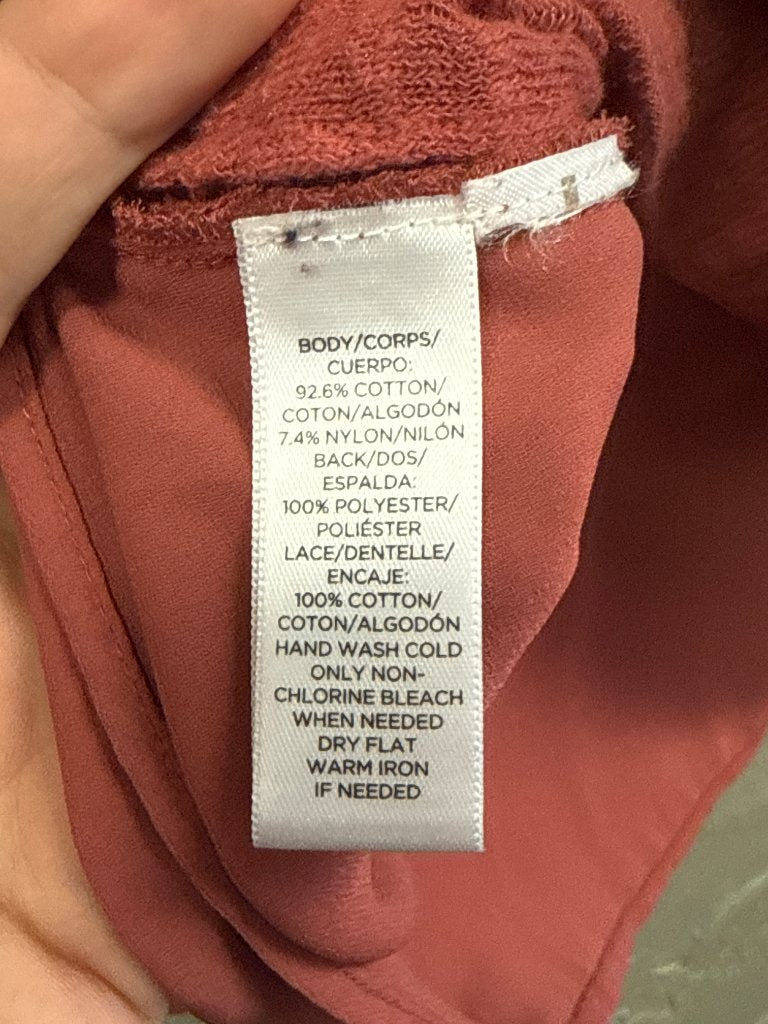 BODY/CORPS/
CUERPO:
92.6% COTTON/
COTON/ALGODÓN
7.4% NYLON/NILÓN
BACK/DOS/
ESPALDA:
100% POLYESTER/
POLIÉSTER
LACE/DENTELLE/
ENCAJE:
100% COTTON/
COTON/ALGODÓN
HAND WASH COLD
ONLY NON-
CHLORINE BLEACH
WHEN NEEDED
DRY FLAT
WARM IRON
IF NEEDED